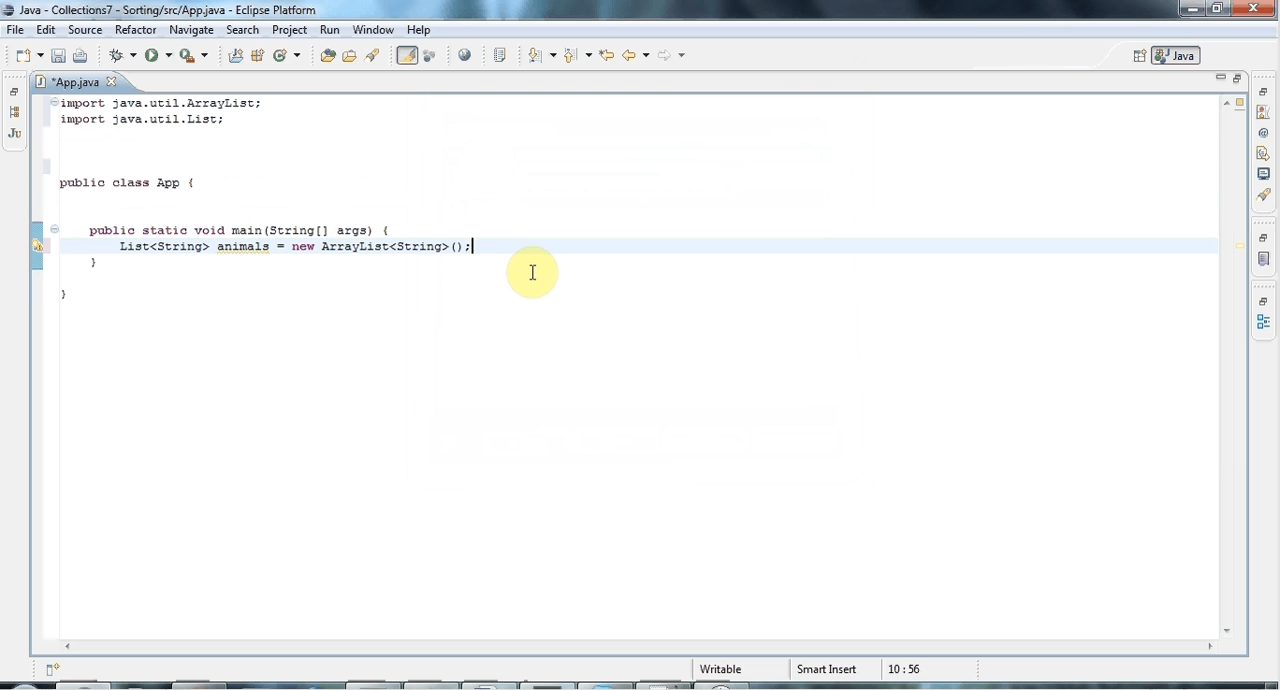 Java - Collections7 - Sorting/src/App.java - Eclipse Platform
File Edit Source Refactor Navigate Search Project Run Window Help
Java
*App.java
import java.util.ArrayList;
import java.util.List;
public class App {
public static void main(String[] args) {
List<String> animals = new ArrayList<String>();
}
}
Writable Smart Insert 10 : 56